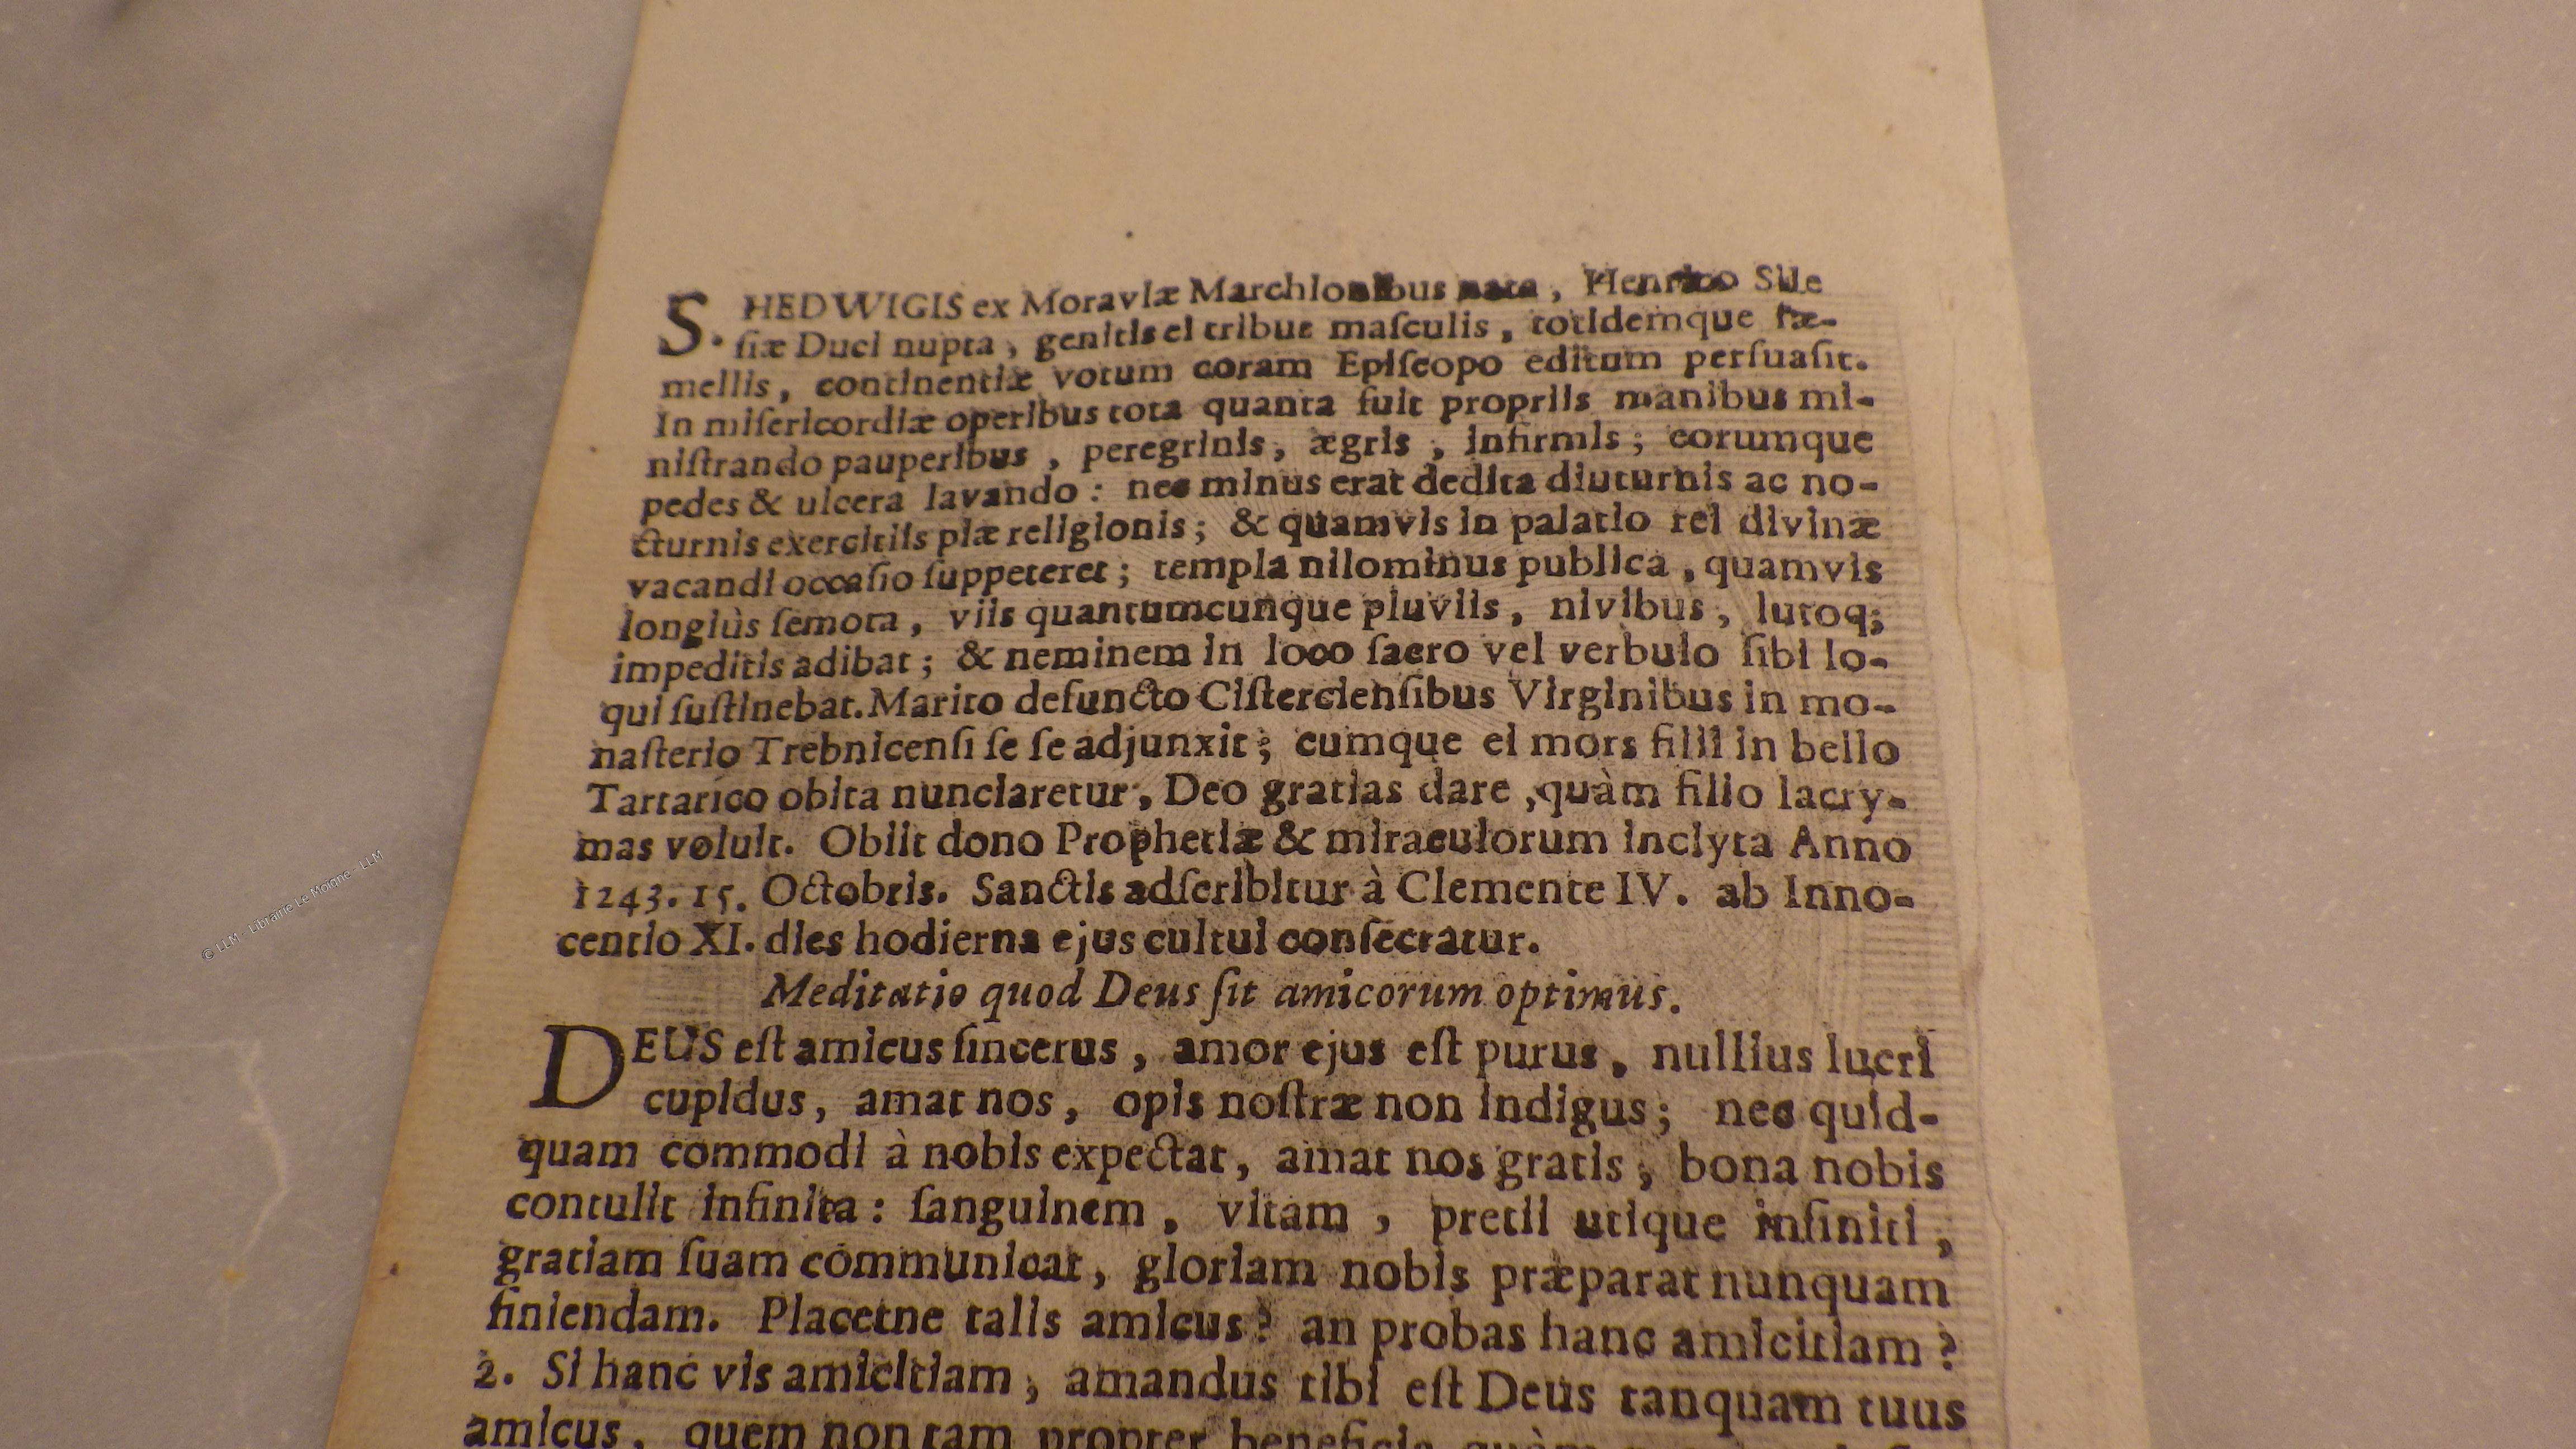 S. HEDWIGIS ex Moraviæ Marchionibus nata, Henrico Sile
siæ Duci nupta, genitis ei tribus maſculis, totidemque fæ-
mellis, continentiæ votum coram Epiſcopo editum perſuaſit.
In miſericordiæ operibus tota quanta fuit propriis manibus mi-
niſtrando pauperibus, peregrinis, ægris, infirmis; eorumque
pedes & ulcera lavando: nec minus erat dedita diuturnis ac no-
cturnis exercitiis piæ religionis; & quamvis in palatio rei divinæ
vacandi occaſio ſuppeteret; templa nilominus publica, quamvis
longiùs ſemota, viis quantumcunque pluviis, nivibus, lutoq;
impeditis adibat; & neminem in loco ſacro vel verbulo ſibi lo-
qui ſuſtinebat. Marito defuncto Ciſtercienſibus Virginibus in mo-
naſterio Trebnicenſi ſe ſe adjunxit; cumque ei mors filii in bello
Tartarico obita nunciaretur, Deo gratias dare, quàm filio lacry-
mas voluit. Obiit dono Prophetiæ & miraculorum inclyta Anno
1243. 15. Octobris. Sanctis adſcribitur à Clemente IV. ab Inno-
centio XI. dies hodierna ejus cultui conſecratur.
Meditatio quod Deus ſit amicorum optimus.
DEUS eſt amicus ſincerus, amor ejus eſt purus, nullius lucri
cupidus, amat nos, opis noſtræ non indigus; nec quid-
quam commodi à nobis expectat, amat nos gratis, bona nobis
contulit infinita: ſanguinem, vitam, pretii utique infiniti,
gratiam ſuam communicat, gloriam nobis præparat nunquam
finiendam. Placetne talis amicus? an probas hanc amicitiam?
2. Si hanc vis amicitiam, amandus tibi eſt Deus tanquam tuus
amicus, quem non tam propter beneficia
© LLM - Librairie Le Moigne - LLM